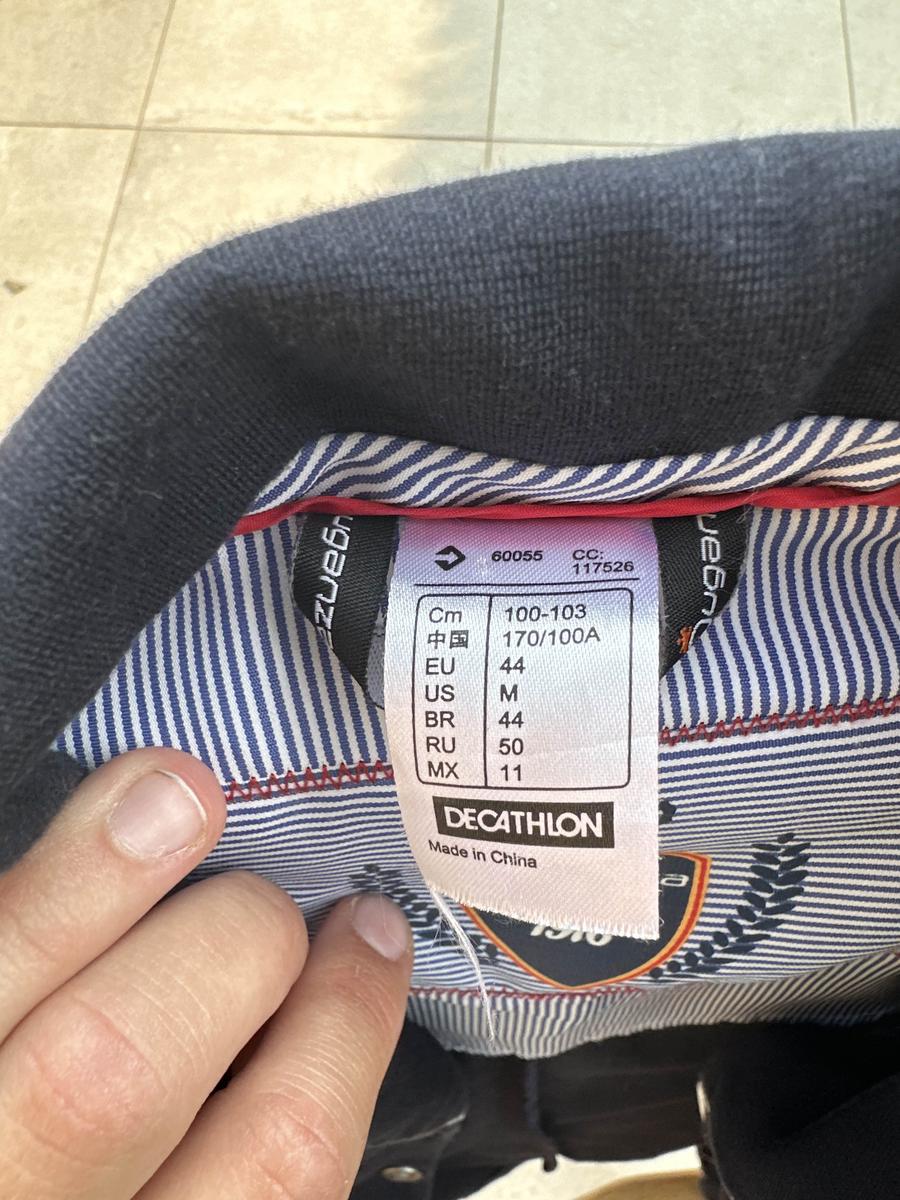 60055 CC:
117526
Cm 100-103
中国 170/100A
EU 44
US M
BR 44
RU 50
MX 11
DECATHLON
Made in China